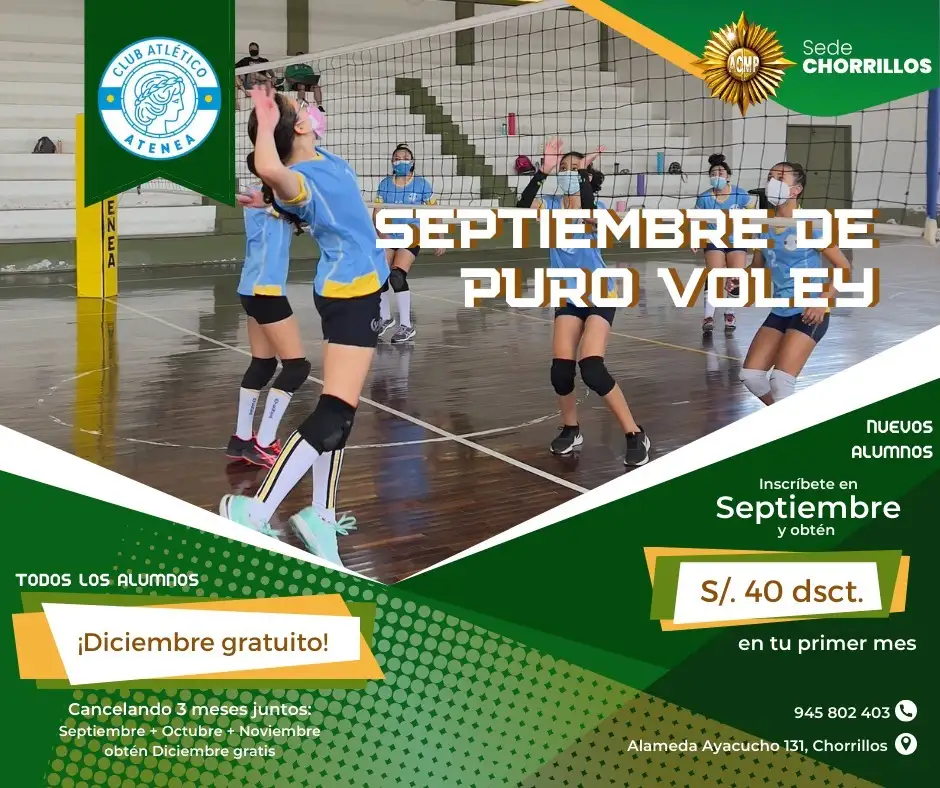 CLUB ATLÉTICO
ATENEA
ACMP
Sede
CHORRILLOS
ENEA
SEPTIEMBRE DE
PURO VOLEY
NUEVOS
ALUMNOS
Inscríbete en
Septiembre
y obtén
S/. 40 dsct.
en tu primer mes
TODOS LOS ALUMNOS
¡Diciembre gratuito!
Cancelando 3 meses juntos:
Septiembre + Octubre + Noviembre
obtén Diciembre gratis
945 802 403
Alameda Ayacucho 131, Chorrillos